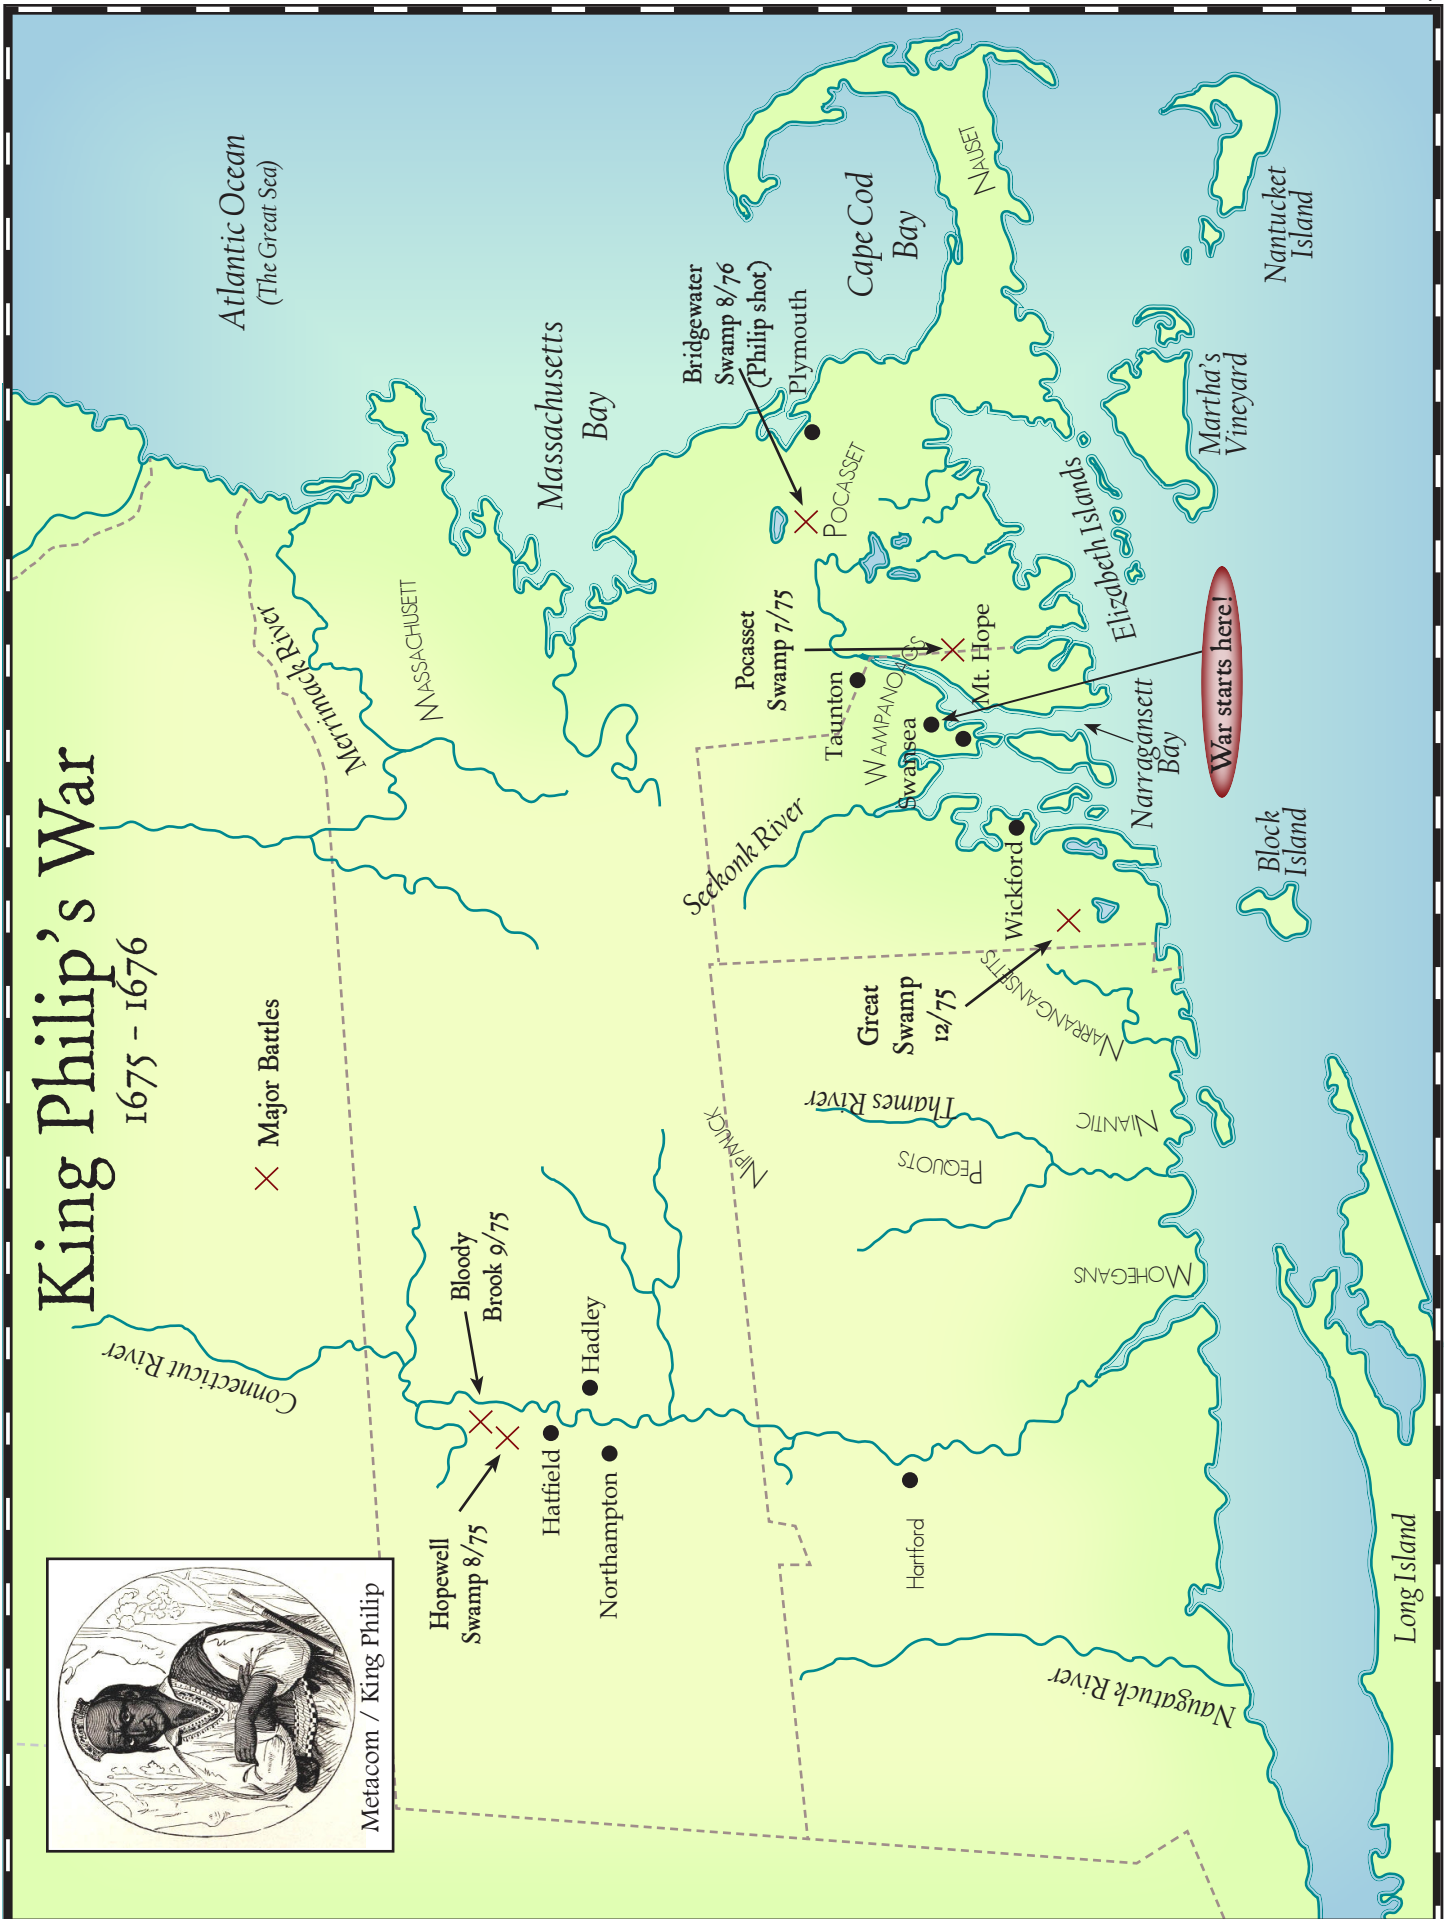 King Philip's War
1675 - 1676
Major Battles
Metacom / King Philip
Atlantic Ocean
(The Great Sea)
Massachusetts
Bay
Cape Cod
Bay
Nantucket
Island
Martha's
Vineyard
Elizabeth Islands
Narragansett
Bay
Block
Island
Long Island
Merrimack River
Connecticut River
Seekonk River
Thames River
Naugatuck River
Massachusett
Nauset
Pocasset
Wampanoags
Nipmuck
Narrangansetts
Niantic
Pequots
Mohegans
Bridgewater
Swamp 8/76
(Philip shot)
Plymouth
Pocasset
Swamp 7/75
Taunton
Swansea
Mt. Hope
War starts here!
Wickford
Great
Swamp
12/75
Bloody
Brook 9/75
Hopewell
Swamp 8/75
Hadley
Hatfield
Northampton
Hartford